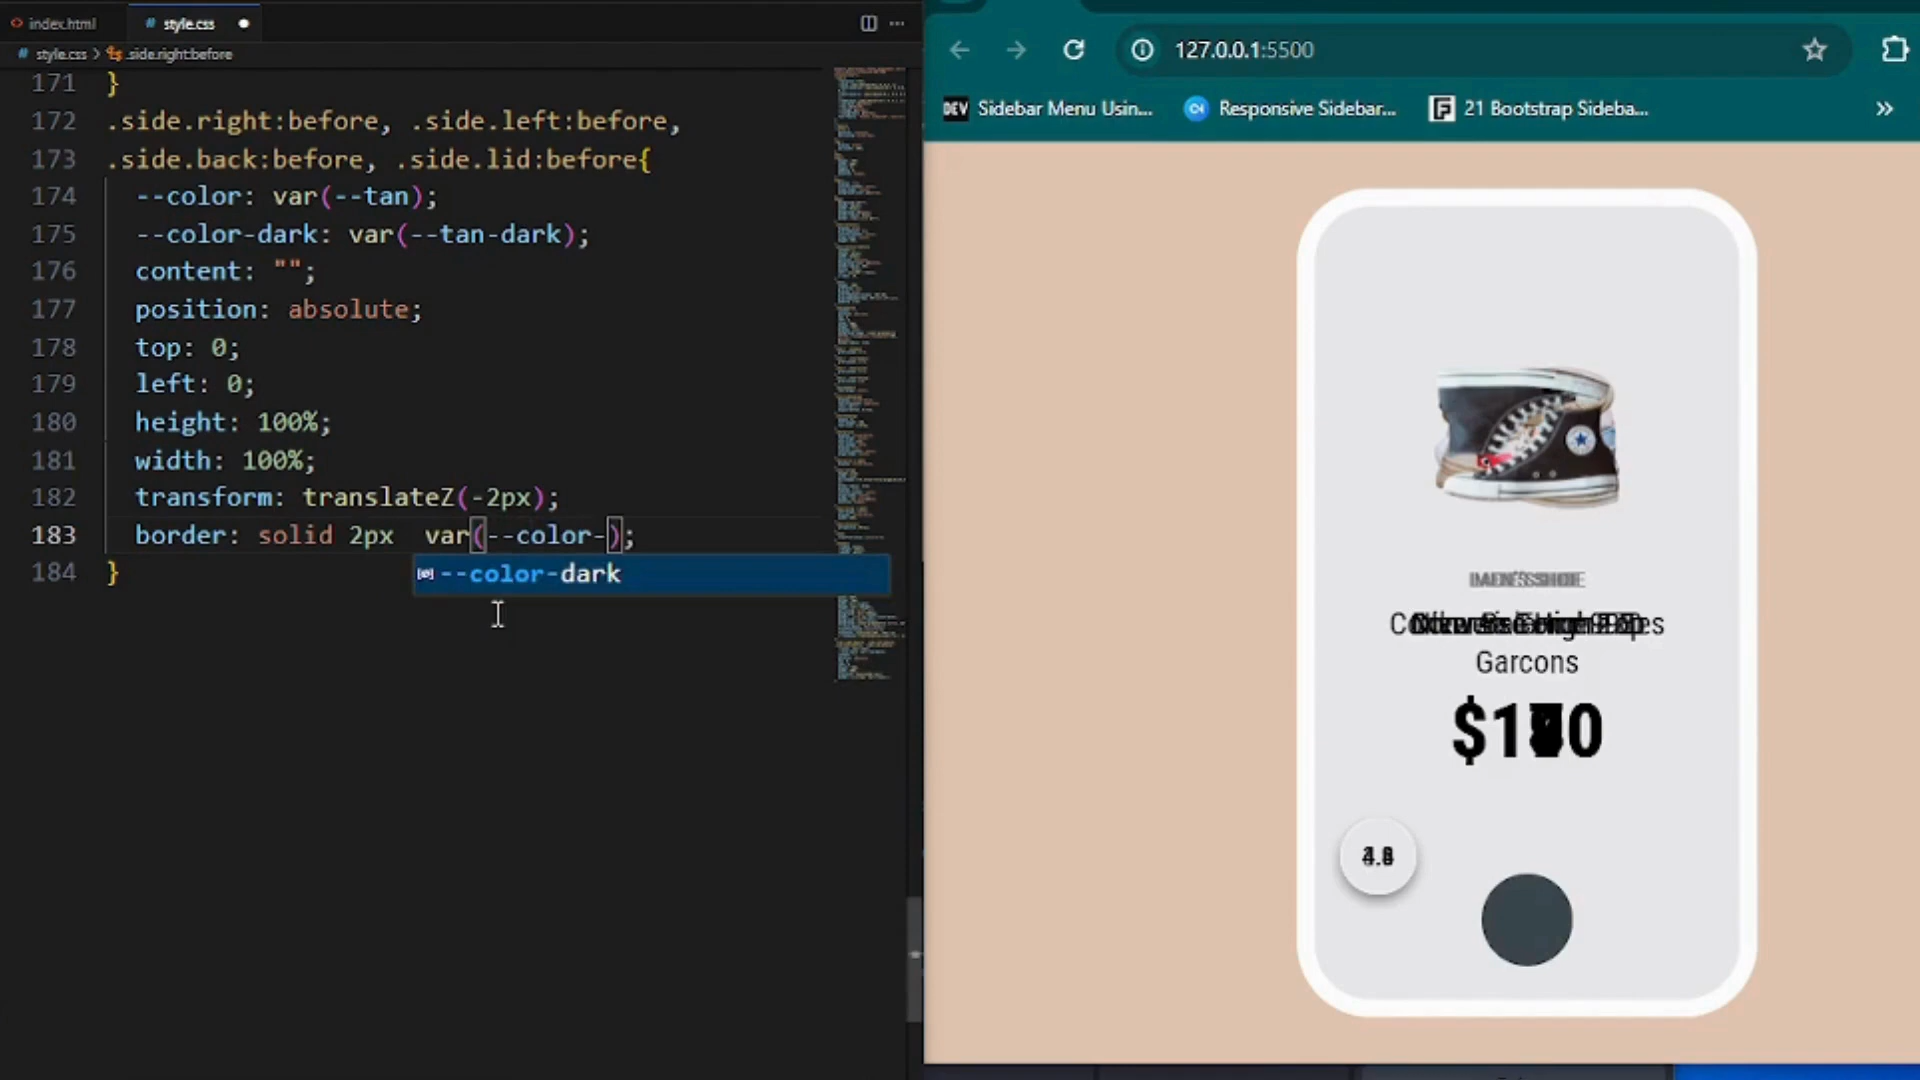 index.html
style.css
style.css > .side.right:before
171 }
172 .side.right:before, .side.left:before,
173 .side.back:before, .side.lid:before{
174 --color: var(--tan);
175 --color-dark: var(--tan-dark);
176 content: "";
177 position: absolute;
178 top: 0;
179 left: 0;
180 height: 100%;
181 width: 100%;
182 transform: translateZ(-2px);
183 border: solid 2px  var(--color-);
184 }
--color-dark
127.0.0.1:5500
DEV Sidebar Menu Usin...
Responsive Sidebar...
21 Bootstrap Sideba...
Garcons